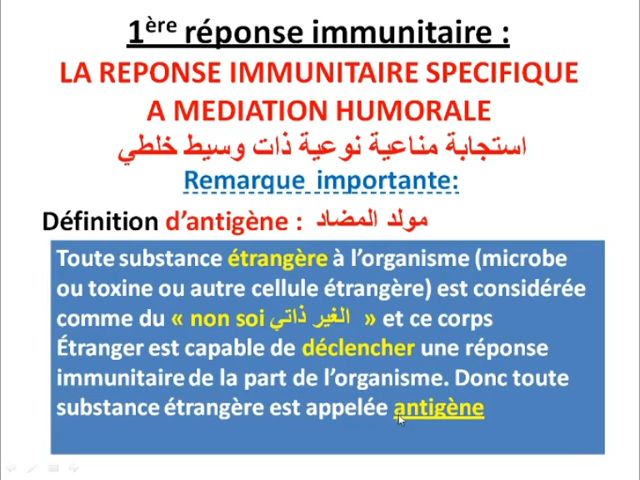 1ère réponse immunitaire :
LA REPONSE IMMUNITAIRE SPECIFIQUE
A MEDIATION HUMORALE
استجابة مناعية نوعية ذات وسيط خلطي
Remarque importante:
Définition d’antigène : مولد المضاد
Toute substance étrangère à l’organisme (microbe
ou toxine ou autre cellule étrangère) est considérée
comme du « non soi الغير ذاتي » et ce corps
Étranger est capable de déclencher une réponse
immunitaire de la part de l’organisme. Donc toute
substance étrangère est appelée antigène